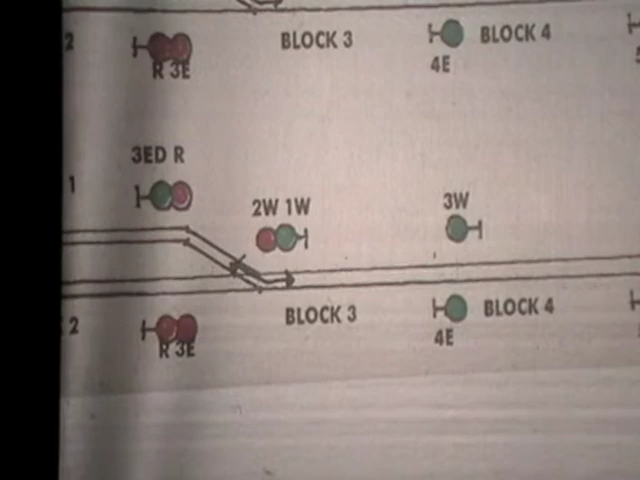 2
R 3E
BLOCK 3
BLOCK 4
4E
3ED R
1
2W 1W
3W
2
R 3E
BLOCK 3
BLOCK 4
4E